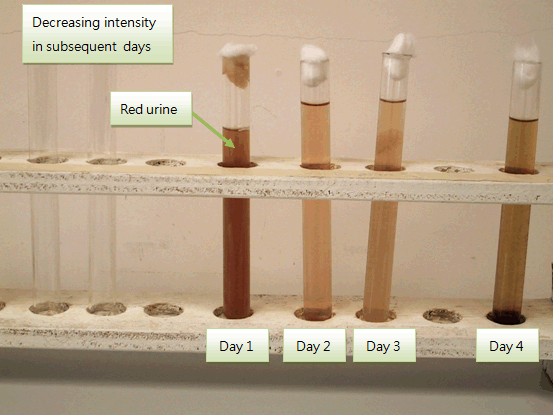 Decreasing intensity
in subsequent days
Red urine
Day 1
Day 2
Day 3
Day 4